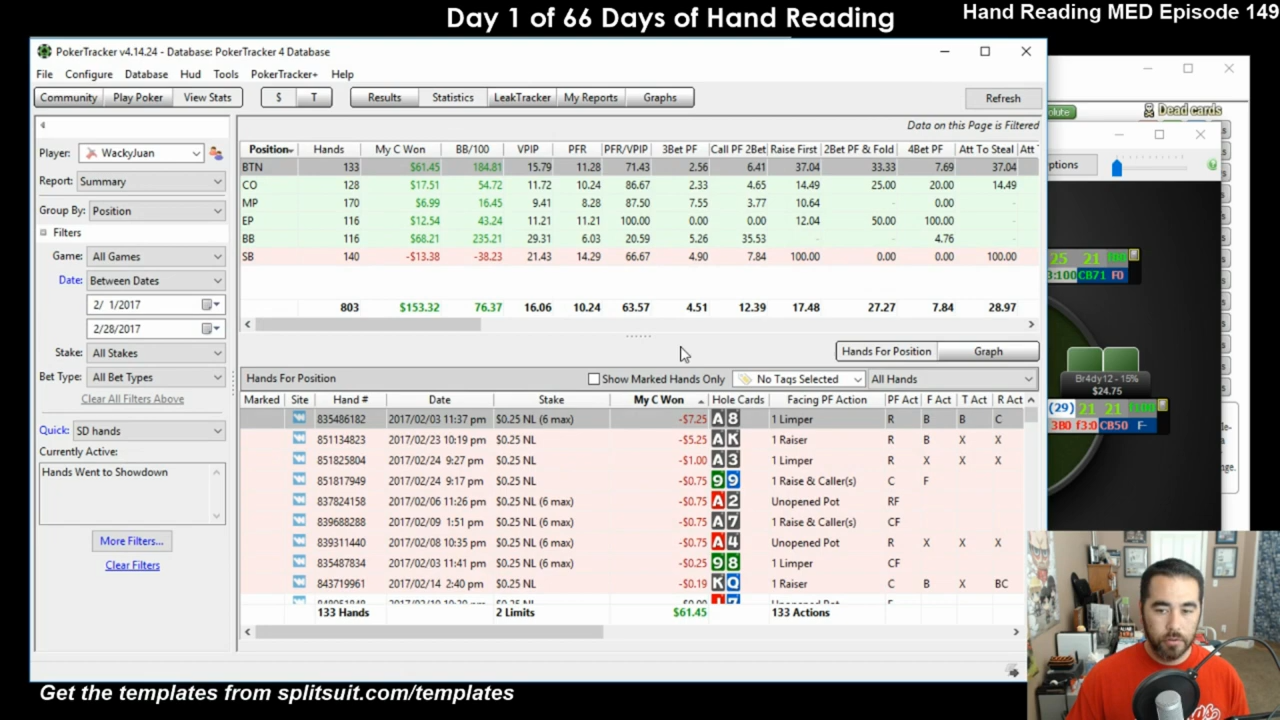 Day 1 of 66 Days of Hand Reading
Hand Reading MED Episode 149
PokerTracker v4.14.24 - Database: PokerTracker 4 Database
File Configure Database Hud Tools PokerTracker+ Help
Community Play Poker View Stats $ T Results Statistics LeakTracker My Reports Graphs Refresh
Dead cards
Data on this Page is Filtered
Player: WackyJuan
Report: Summary
Group By: Position
Filters
Game: All Games
Date: Between Dates
2/ 1/2017
2/28/2017
Stake: All Stakes
Bet Type: All Bet Types
Clear All Filters Above
Quick: SD hands
Currently Active:
Hands Went to Showdown
More Filters...
Clear Filters
Position Hands My C Won BB/100 VPIP PFR PFR/VPIP 3Bet PF Call PF 2Bet Raise First 2Bet PF & Fold 4Bet PF Att To Steal Att T
BTN 133 $61.45 184.81 15.79 11.28 71.43 2.56 6.41 37.04 33.33 7.69 37.04
CO 128 $17.51 54.72 11.72 10.24 86.67 2.33 4.65 14.49 25.00 20.00 14.49
MP 170 $6.99 16.45 9.41 8.28 87.50 7.55 3.77 10.64 - 0.00 -
EP 116 $12.54 43.24 11.21 11.21 100.00 0.00 0.00 12.04 50.00 100.00 -
BB 116 $68.21 235.21 29.31 6.03 20.59 5.26 35.53 - - 4.76 -
SB 140 -$13.38 -38.23 21.43 14.29 66.67 4.90 7.84 100.00 0.00 0.00 100.00
803 $153.32 76.37 16.06 10.24 63.57 4.51 12.39 17.48 27.27 7.84 28.97
Hands For Position Graph
Hands For Position Show Marked Hands Only No Tags Selected All Hands
Marked Site Hand # Date Stake My C Won Hole Cards Facing PF Action PF Act F Act T Act R Act
835486182 2017/02/03 11:37 pm $0.25 NL (6 max) -$7.25 A 8 1 Limper R B B C
851134823 2017/02/23 10:19 pm $0.25 NL -$5.25 A K 1 Raiser R B X X
851825804 2017/02/24 9:27 pm $0.25 NL -$1.00 A 3 1 Limper R X X X
851817949 2017/02/24 9:17 pm $0.25 NL -$0.75 9 9 1 Raise & Caller(s) C F
837824158 2017/02/06 11:26 pm $0.25 NL (6 max) -$0.75 A 2 Unopened Pot RF
839688288 2017/02/09 1:51 pm $0.25 NL (6 max) -$0.75 A 7 1 Raise & Caller(s) CF
839311440 2017/02/08 10:35 pm $0.25 NL (6 max) -$0.75 A 4 Unopened Pot R X X X
835487834 2017/02/03 11:41 pm $0.25 NL (6 max) -$0.25 9 8 1 Limper CF
843719961 2017/02/14 2:40 pm $0.25 NL -$0.19 K Q 1 Raiser C B X BC
133 Hands 2 Limits $61.45 133 Actions
Br4dy12 - 15%
$24.75
(29) 21 21
CB50 F-
Get the templates from splitsuit.com/templates